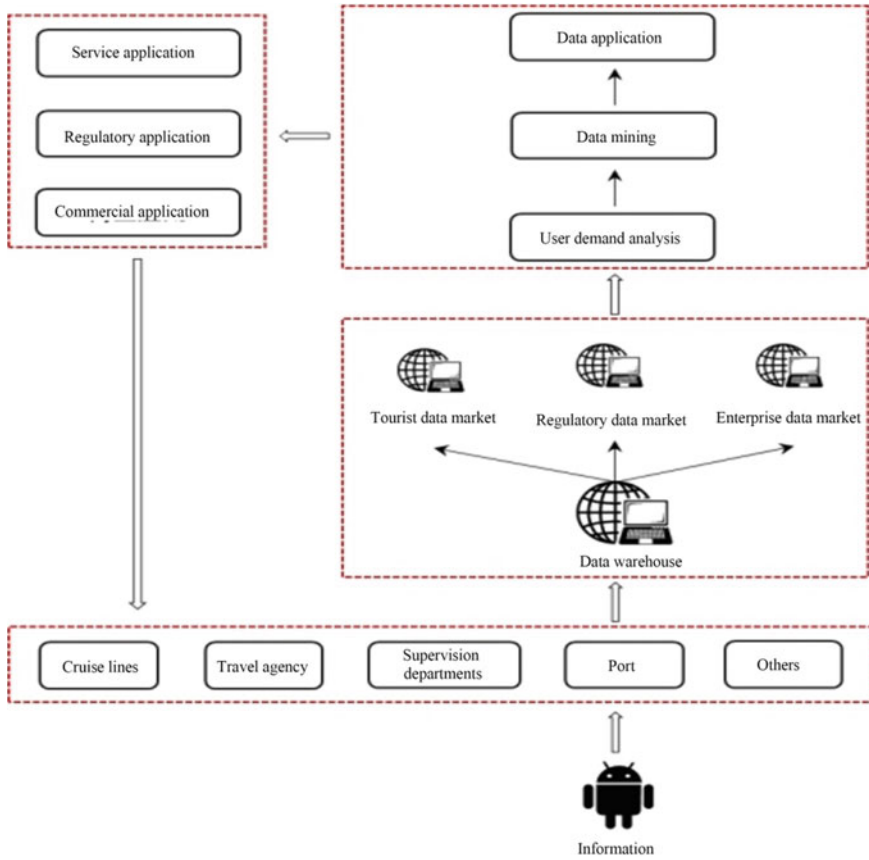 Service application
Regulatory application
Commercial application
Data application
Data mining
User demand analysis
Tourist data market
Regulatory data market
Enterprise data market
Data warehouse
Cruise lines
Travel agency
Supervision
departments
Port
Others
Information